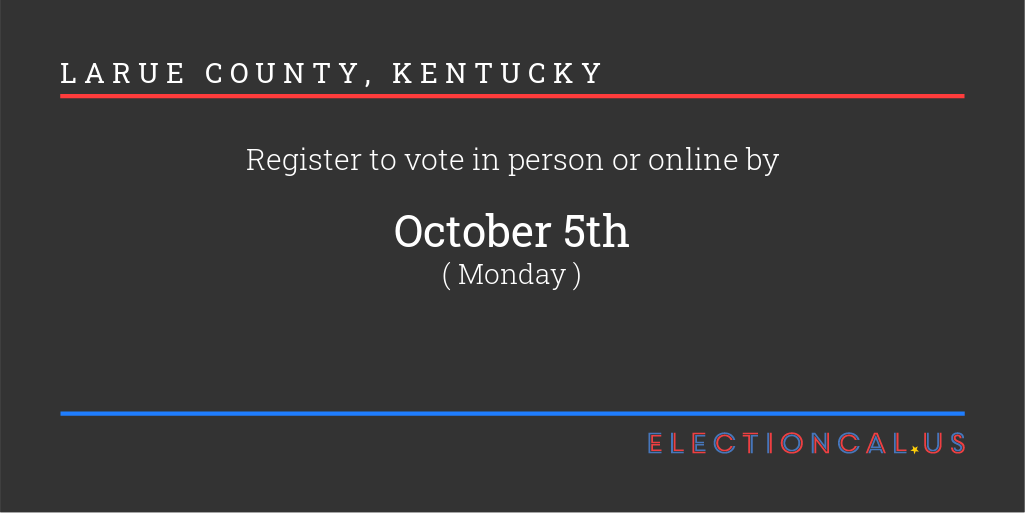 LARUE COUNTY, KENTUCKY
Register to vote in person or online by
October 5th
( Monday )
ELECTIONCAL.US